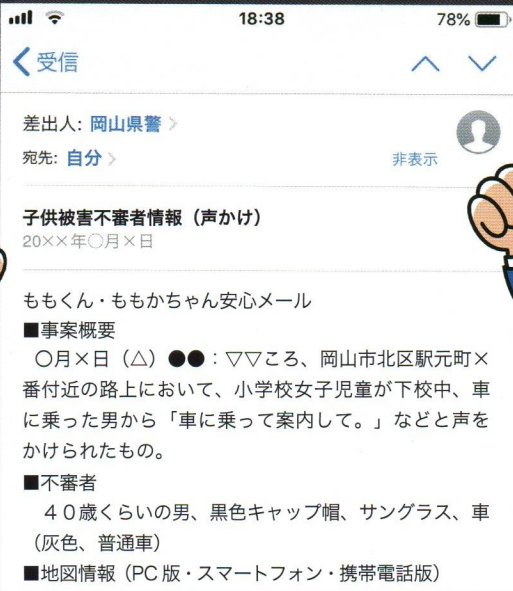 18:38
78%
受信
差出人: 岡山県警
宛先: 自分
非表示
子供被害不審者情報（声かけ）
20××年○月×日
ももくん・ももかちゃん安心メール
■事案概要
○月×日（△）●●：▽▽ころ、岡山市北区駅元町×
番付近の路上において、小学校女子児童が下校中、車
に乗った男から「車に乗って案内して。」などと声を
かけられたもの。
■不審者
４０歳くらいの男、黒色キャップ帽、サングラス、車
（灰色、普通車）
■地図情報（PC版・スマートフォン・携帯電話版）